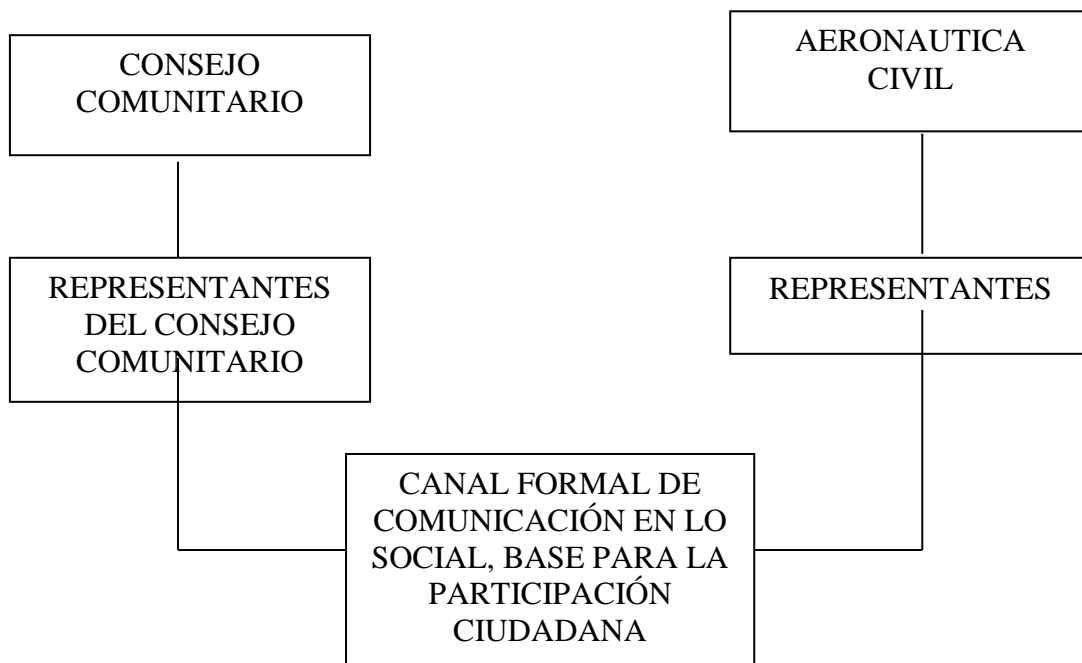 CONSEJO
COMUNITARIO
AERONAUTICA
CIVIL
REPRESENTANTES
DEL CONSEJO
COMUNITARIO
REPRESENTANTES
CANAL FORMAL DE
COMUNICACIÓN EN LO
SOCIAL, BASE PARA LA
PARTICIPACIÓN
CIUDADANA